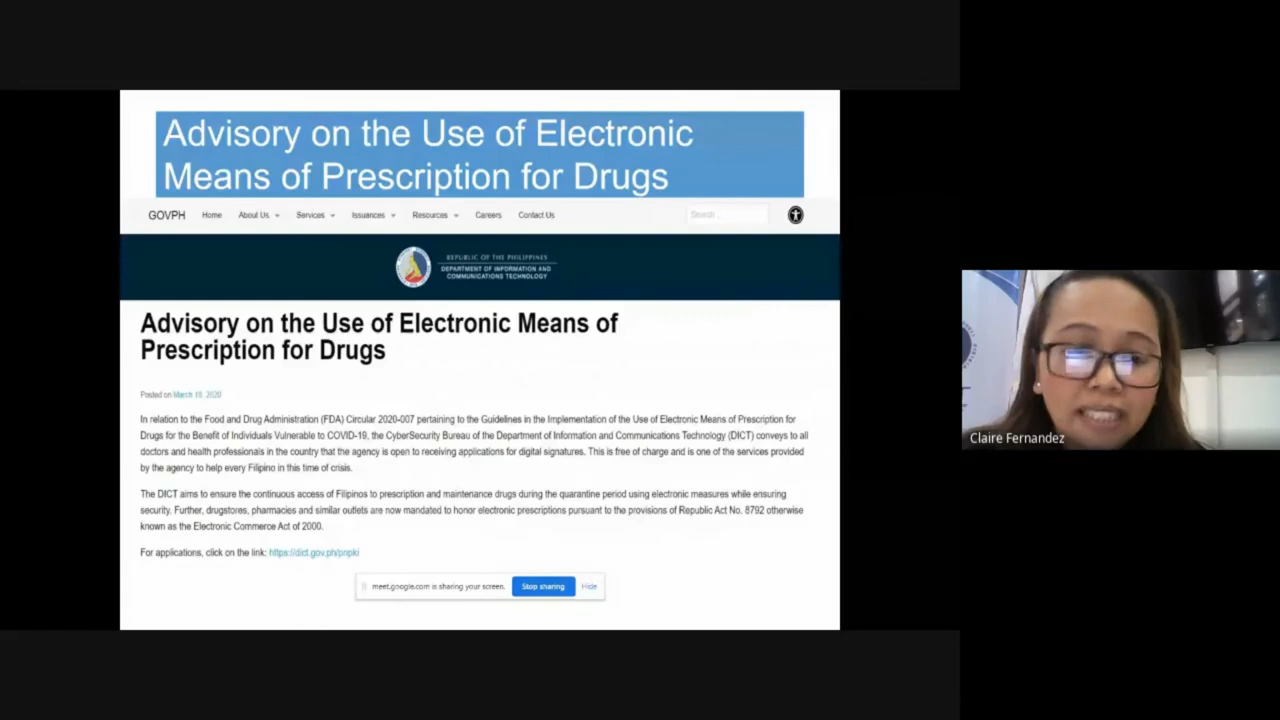 Advisory on the Use of Electronic
Means of Prescription for Drugs
GOVPH Home About Us Services Issuances Resources Careers Contact Us Search...
REPUBLIC OF THE PHILIPPINES
DEPARTMENT OF INFORMATION AND
COMMUNICATIONS TECHNOLOGY
Advisory on the Use of Electronic Means of
Prescription for Drugs
Posted on March 18, 2020
In relation to the Food and Drug Administration (FDA) Circular 2020-007 pertaining to the Guidelines in the Implementation of the Use of Electronic Means of Prescription for
Drugs for the Benefit of Individuals Vulnerable to COVID-19, the CyberSecurity Bureau of the Department of Information and Communications Technology (DICT) conveys to all
doctors and health professionals in the country that the agency is open to receiving applications for digital signatures. This is free of charge and is one of the services provided
by the agency to help every Filipino in this time of crisis.
The DICT aims to ensure the continuous access of Filipinos to prescription and maintenance drugs during the quarantine period using electronic measures while ensuring
security. Further, drugstores, pharmacies and similar outlets are now mandated to honor electronic prescriptions pursuant to the provisions of Republic Act No. 8792 otherwise
known as the Electronic Commerce Act of 2000.
For applications, click on the link: https://dict.gov.ph/pnpki
meet.google.com is sharing your screen. Stop sharing Hide
Claire Fernandez